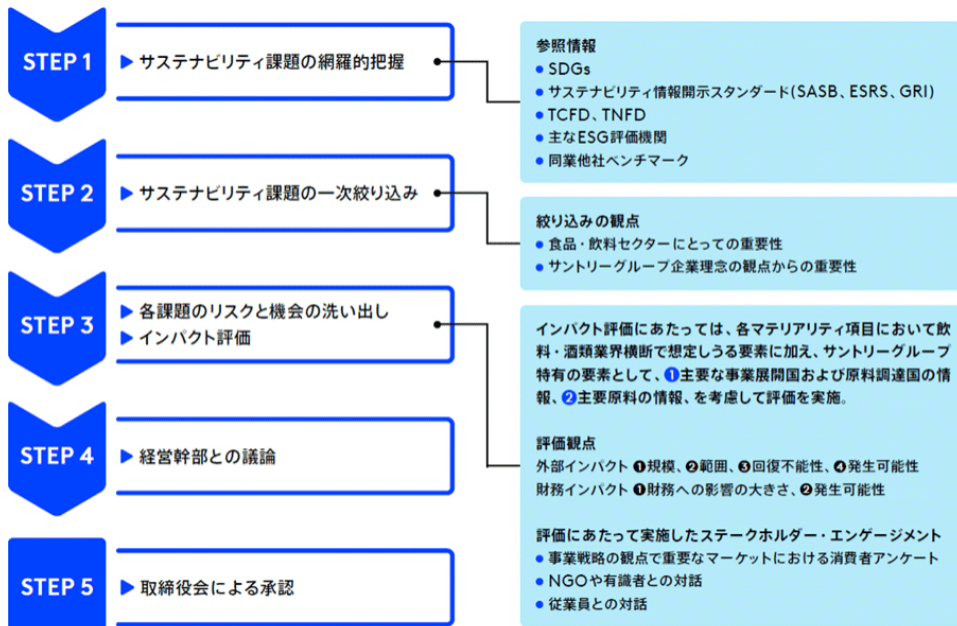 STEP 1
サステナビリティ課題の網羅的把握
参照情報
SDGs
サステナビリティ情報開示スタンダード(SASB、ESRS、GRI)
TCFD、TNFD
主なESG評価機関
同業他社ベンチマーク
STEP 2
サステナビリティ課題の一次絞り込み
絞り込みの観点
食品・飲料セクターにとっての重要性
サントリーグループ企業理念の観点からの重要性
STEP 3
各課題のリスクと機会の洗い出し
インパクト評価
インパクト評価にあたっては、各マテリアリティ項目において飲
料・酒類業界横断で想定しうる要素に加え、サントリーグループ
特有の要素として、❶主要な事業展開国および原料調達国の情
報、❷主要原料の情報、を考慮して評価を実施。
評価観点
外部インパクト ❶規模、❷範囲、❸回復不能性、❹発生可能性
財務インパクト ❶財務への影響の大きさ、❷発生可能性
評価にあたって実施したステークホルダー・エンゲージメント
事業戦略の観点で重要なマーケットにおける消費者アンケート
NGOや有識者との対話
従業員との対話
STEP 4
経営幹部との議論
STEP 5
取締役会による承認